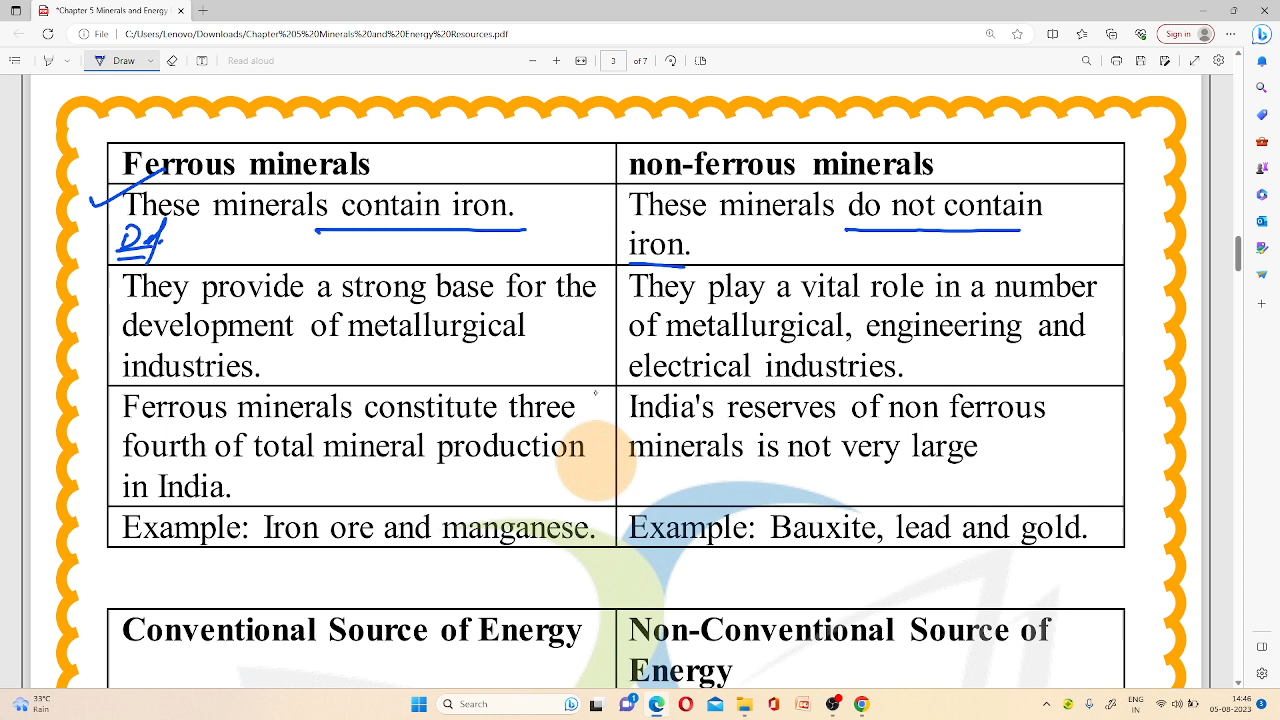 *Chapter 5 Minerals and Energy
File C:/Users/Lenovo/Downloads/Chapter%205%20Minerals%20and%20Energy%20Resources.pdf
Sign in
Draw
Read aloud
3 of 7
Ferrous minerals
non-ferrous minerals
These minerals contain iron.
These minerals do not contain
iron.
They provide a strong base for the
development of metallurgical
industries.
They play a vital role in a number
of metallurgical, engineering and
electrical industries.
Ferrous minerals constitute three
fourth of total mineral production
in India.
India's reserves of non ferrous
minerals is not very large
Example: Iron ore and manganese.
Example: Bauxite, lead and gold.
Conventional Source of Energy
Non-Conventional Source of
Energy
33°C
Rain
Search
ENG
IN
14:46
05-08-2023